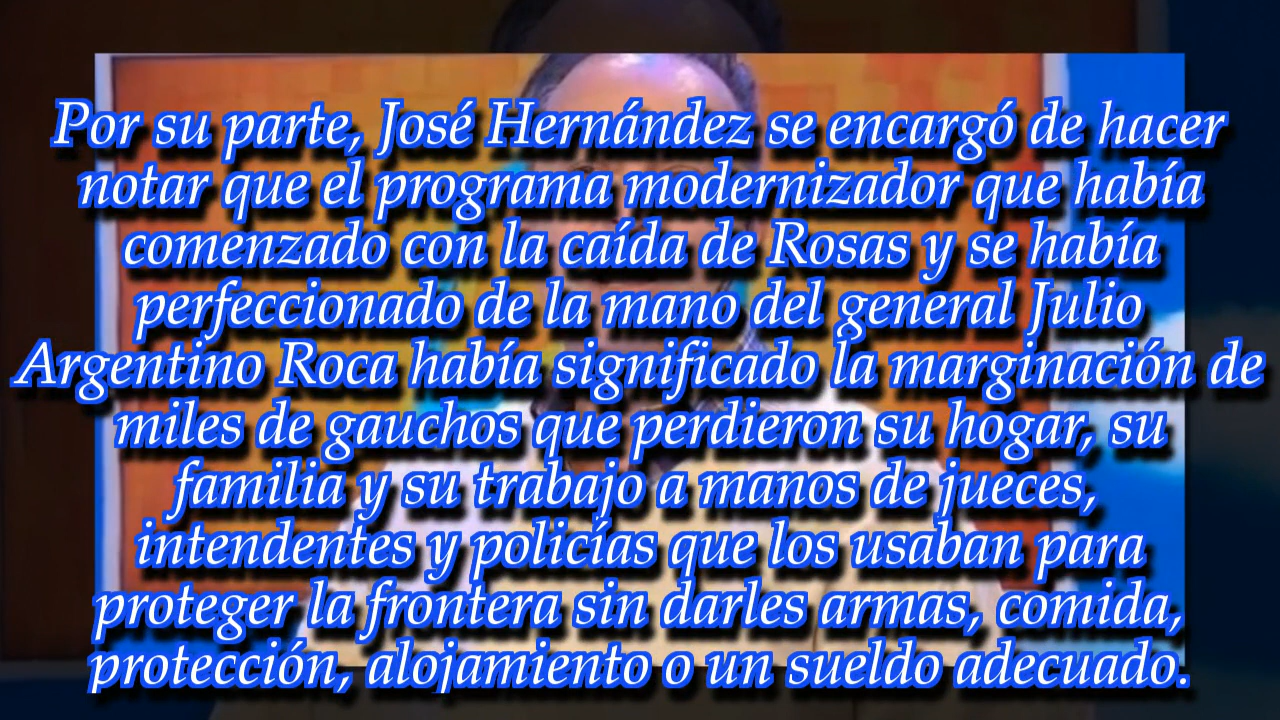 Por su parte, José Hernández se encargó de hacer
notar que el programa modernizador que había
comenzado con la caída de Rosas y se había
perfeccionado de la mano del general Julio
Argentino Roca había significado la marginación de
miles de gauchos que perdieron su hogar, su
familia y su trabajo a manos de jueces,
intendentes y policías que los usaban para
proteger la frontera sin darles armas, comida,
protección, alojamiento o un sueldo adecuado.